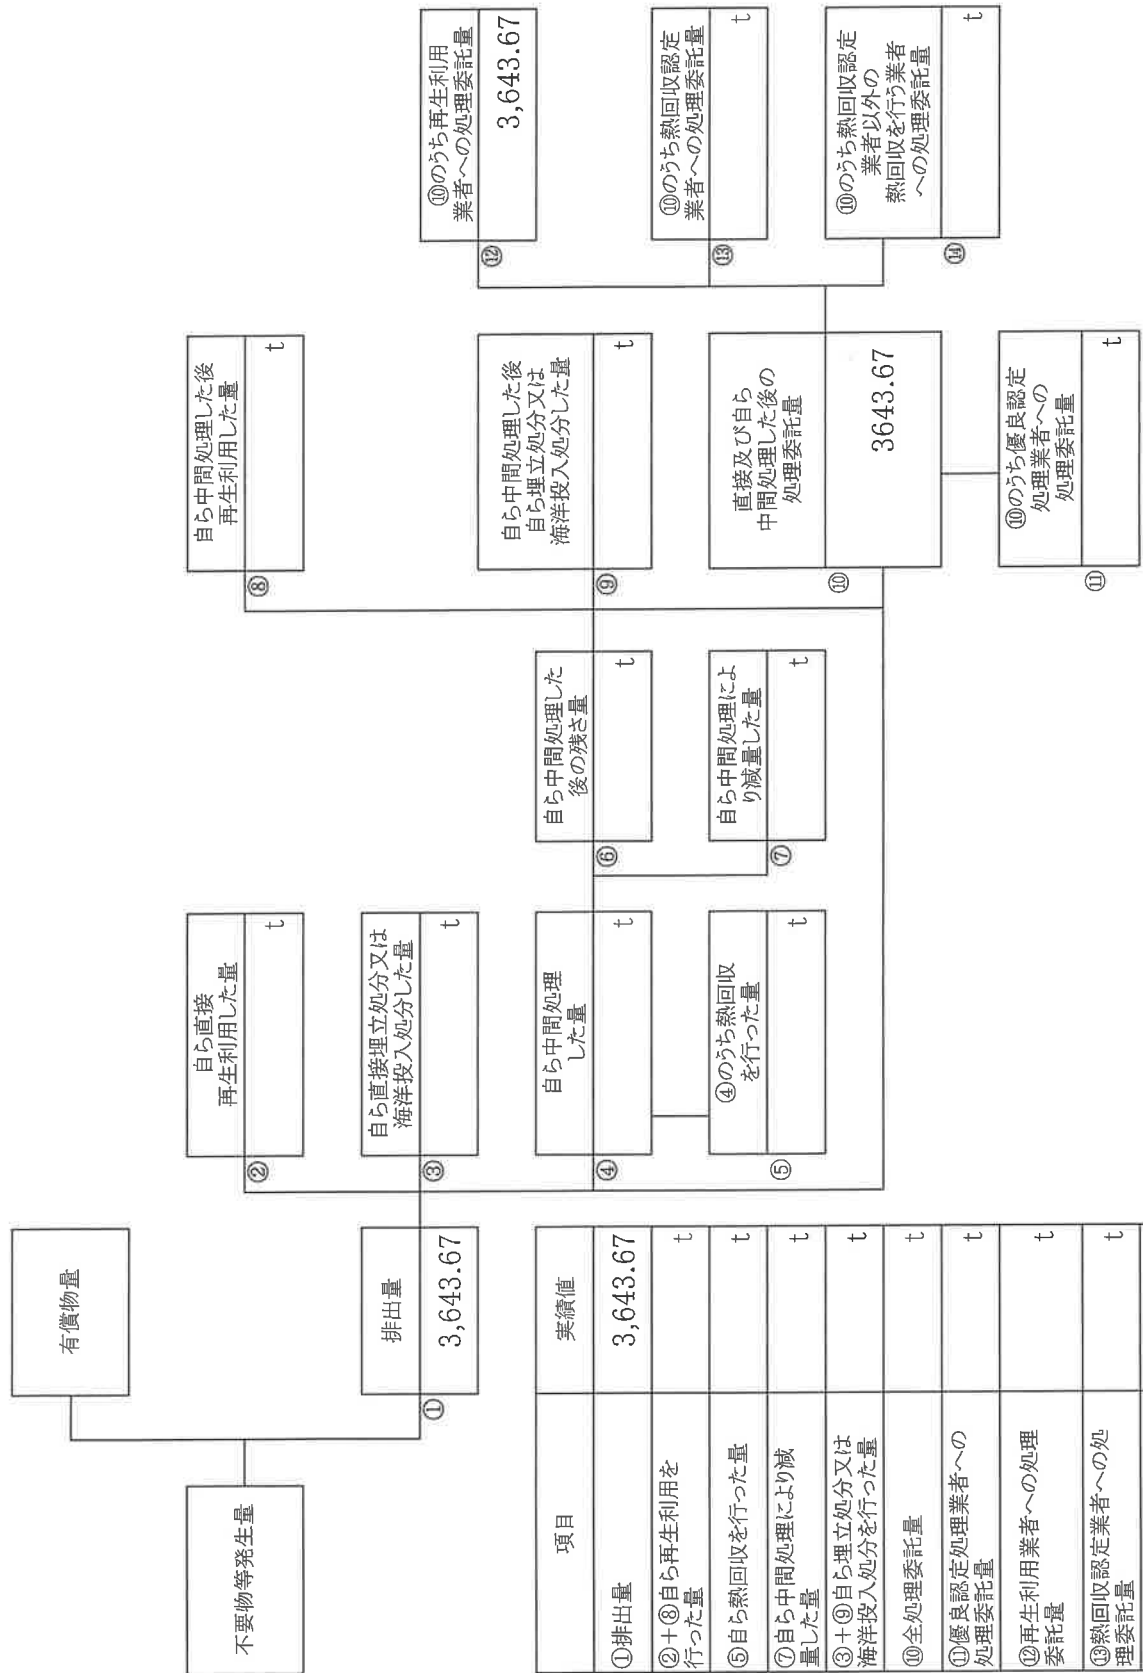 不要物等発生量
有償物量
排出量
①
3,643.67
自ら直接
再生利用した量
②
t
自ら直接埋立処分又は
海洋投入処分した量
③
t
自ら中間処理
した量
④
t
④のうち熱回収
を行った量
⑤
t
自ら中間処理した
後の残さ量
⑥
t
自ら中間処理によ
り減量した量
⑦
t
自ら中間処理した後
再生利用した量
⑧
t
自ら中間処理した後
自ら埋立処分又は
海洋投入処分した量
⑨
t
直接及び自ら
中間処理した後の
処理委託量
⑩
3643.67
⑩のうち優良認定
処理業者への
処理委託量
⑪
t
⑩のうち再生利用
業者への処理委託量
⑫
3,643.67
⑩のうち熱回収認定
業者への処理委託量
⑬
t
⑩のうち熱回収認定
業者以外の
熱回収を行う業者
への処理委託量
⑭
t
項目
実績値
①排出量
3,643.67
②+⑧自ら再生利用を
行った量
t
⑤自ら熱回収を行った量
t
⑦自ら中間処理により減
量した量
t
③+⑨自ら埋立処分又は
海洋投入処分を行った量
t
⑩全処理委託量
t
⑪優良認定処理業者への
処理委託量
t
⑫再生利用業者への処理
委託量
t
⑬熱回収認定業者への処
理委託量
t